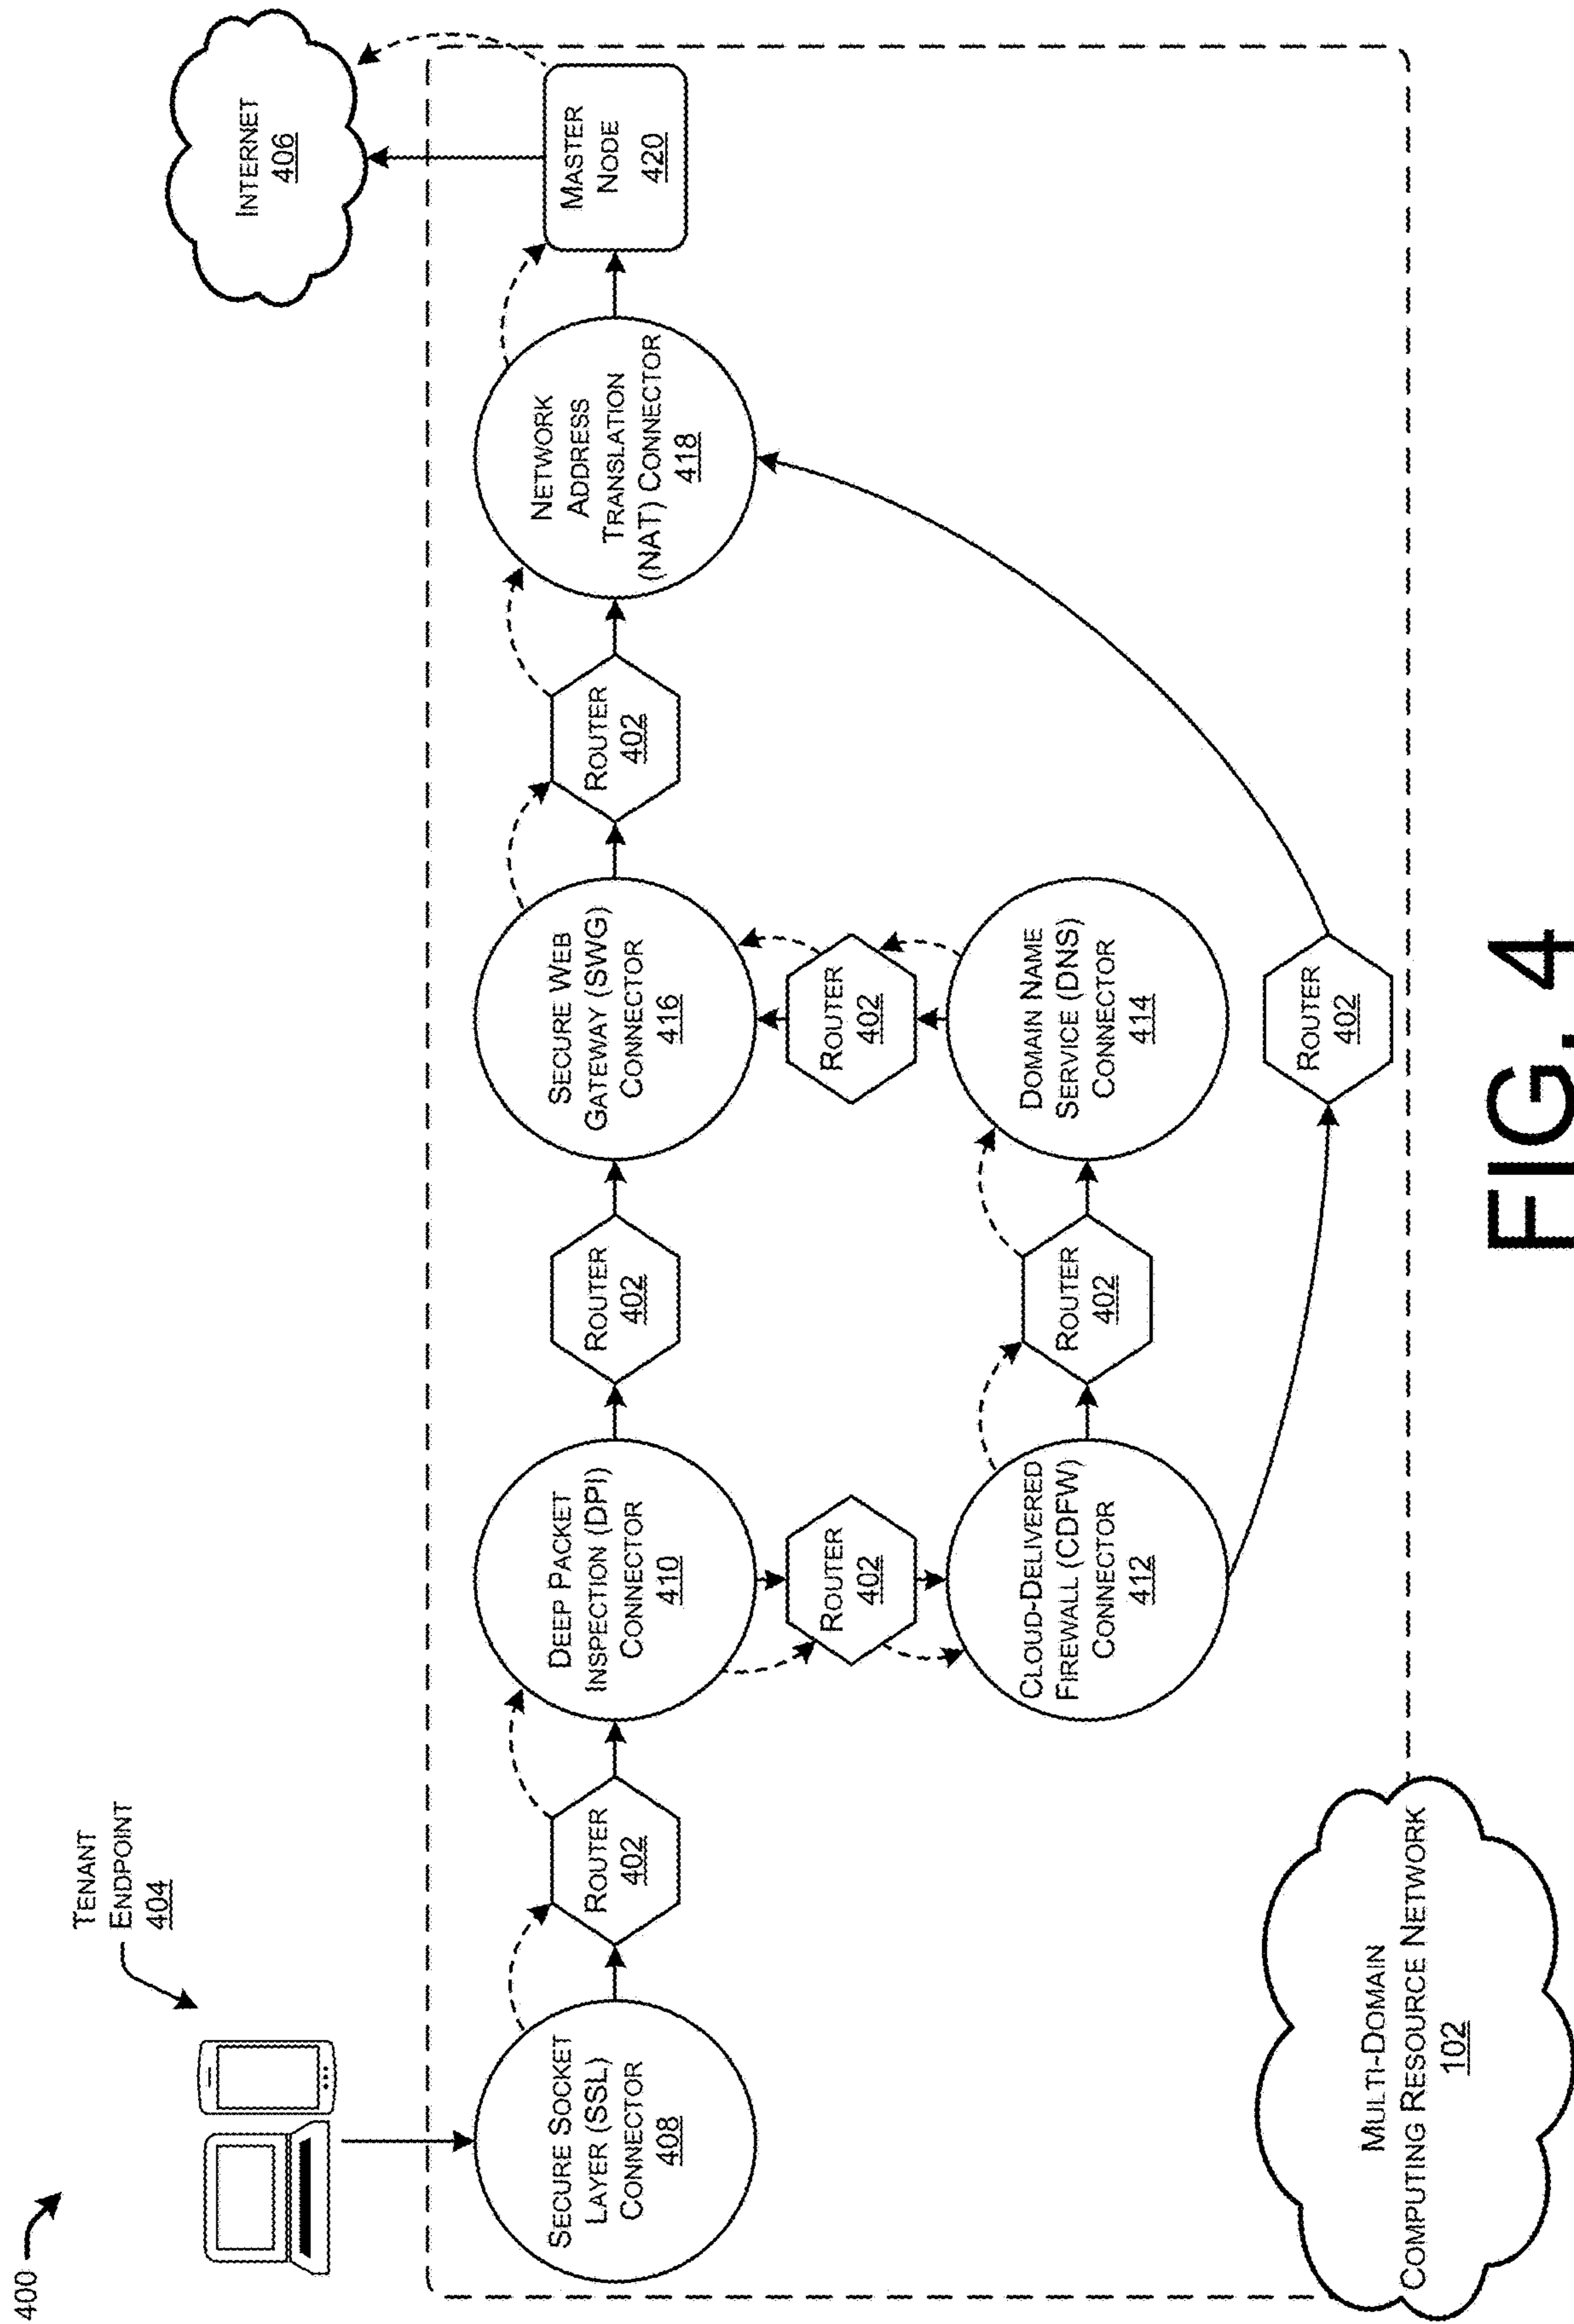 400
TENANT
ENDPOINT
404
INTERNET
406
SECURE SOCKET
LAYER (SSL)
CONNECTOR
408
ROUTER
402
DEEP PACKET
INSPECTION (DPI)
CONNECTOR
410
ROUTER
402
SECURE WEB
GATEWAY (SWG)
CONNECTOR
416
ROUTER
402
NETWORK
ADDRESS
TRANSLATION
(NAT) CONNECTOR
418
MASTER
NODE
420
ROUTER
402
ROUTER
402
CLOUD-DELIVERED
FIREWALL (CDFW)
CONNECTOR
412
ROUTER
402
DOMAIN NAME
SERVICE (DNS)
CONNECTOR
414
ROUTER
402
MULTI-DOMAIN
COMPUTING RESOURCE NETWORK
102
FIG. 4